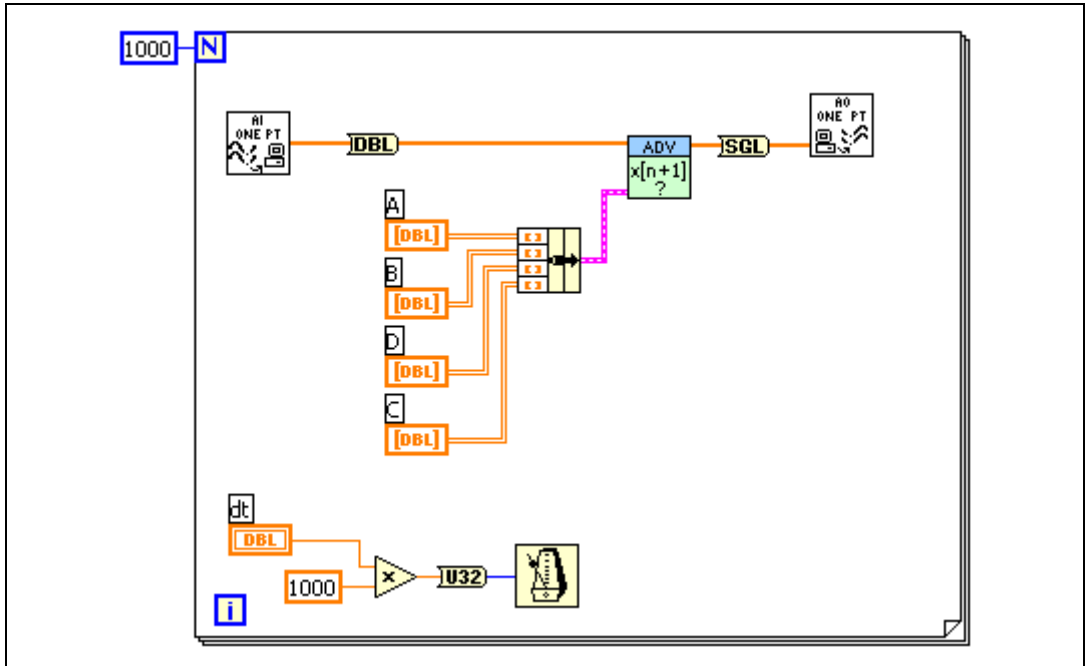 1000
N
AI
ONE PT
DBL
ADV
x[n+1]
?
SGL
AO
ONE PT
A
[DBL]
B
[DBL]
D
[DBL]
C
[DBL]
dt
DBL
1000
x
U32
i